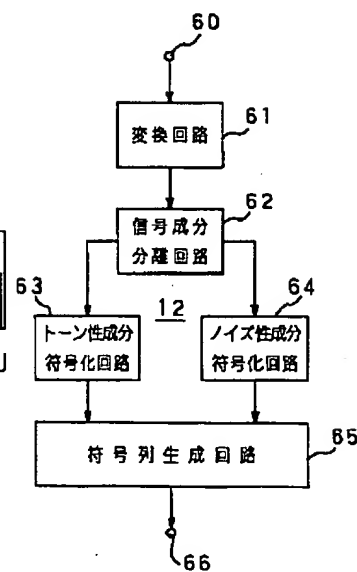 60
61
変換回路
62
信号成分
分離回路
63
12
64
トーン性成分
符号化回路
ノイズ性成分
符号化回路
符号列生成回路
65
66